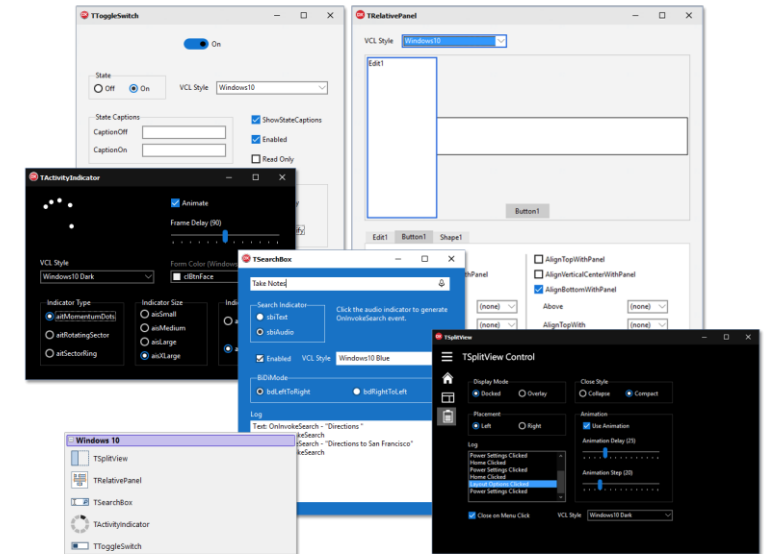 TToggleSwitch
On
State
Off On
VCL Style Windows10
State Captions
CaptionOff
CaptionOn
ShowStateCaptions
Enabled
Read Only
TRelativePanel
VCL Style Windows10
Edit1
Button1
Edit1 Button1 Shape1
AlignTopWithPanel
AlignVerticalCenterWithPanel
AlignBottomWithPanel
(none) Above (none)
(none) AlignTopWith (none)
TActivityIndicator
Animate
Frame Delay (90)
VCL Style
Windows10 Dark
Form Color (Windows
clBtnFace
Indicator Type
aitMomentumDots
aitRotatingSector
aitSectorRing
Indicator Size
aisSmall
aisMedium
aisLarge
aisXLarge
TSearchBox
Take Notes
Search Indicator
sbiText
sbiAudio
Click the audio indicator to generate
OnInvokeSearch event.
Enabled VCL Style Windows10 Blue
BiDiMode
bdLeftToRight bdRightToLeft
Log
Text: OnInvokeSearch - "Directions "
keSearch
keSearch - "Directions to San Francisco"
keSearch
TSplitView
TSplitView Control
Display Mode
Docked Overlay
Close Style
Collapse Compact
Placement
Left Right
Animation
Use Animation
Animation Delay (25)
Animation Step (20)
Log
Power Settings Clicked
Home Clicked
Power Settings Clicked
Home Clicked
Layout Options Clicked
Power Settings Clicked
Close on Menu Click VCL Style Windows10 Dark
Windows 10
TSplitView
TRelativePanel
TSearchBox
TActivityIndicator
TToggleSwitch